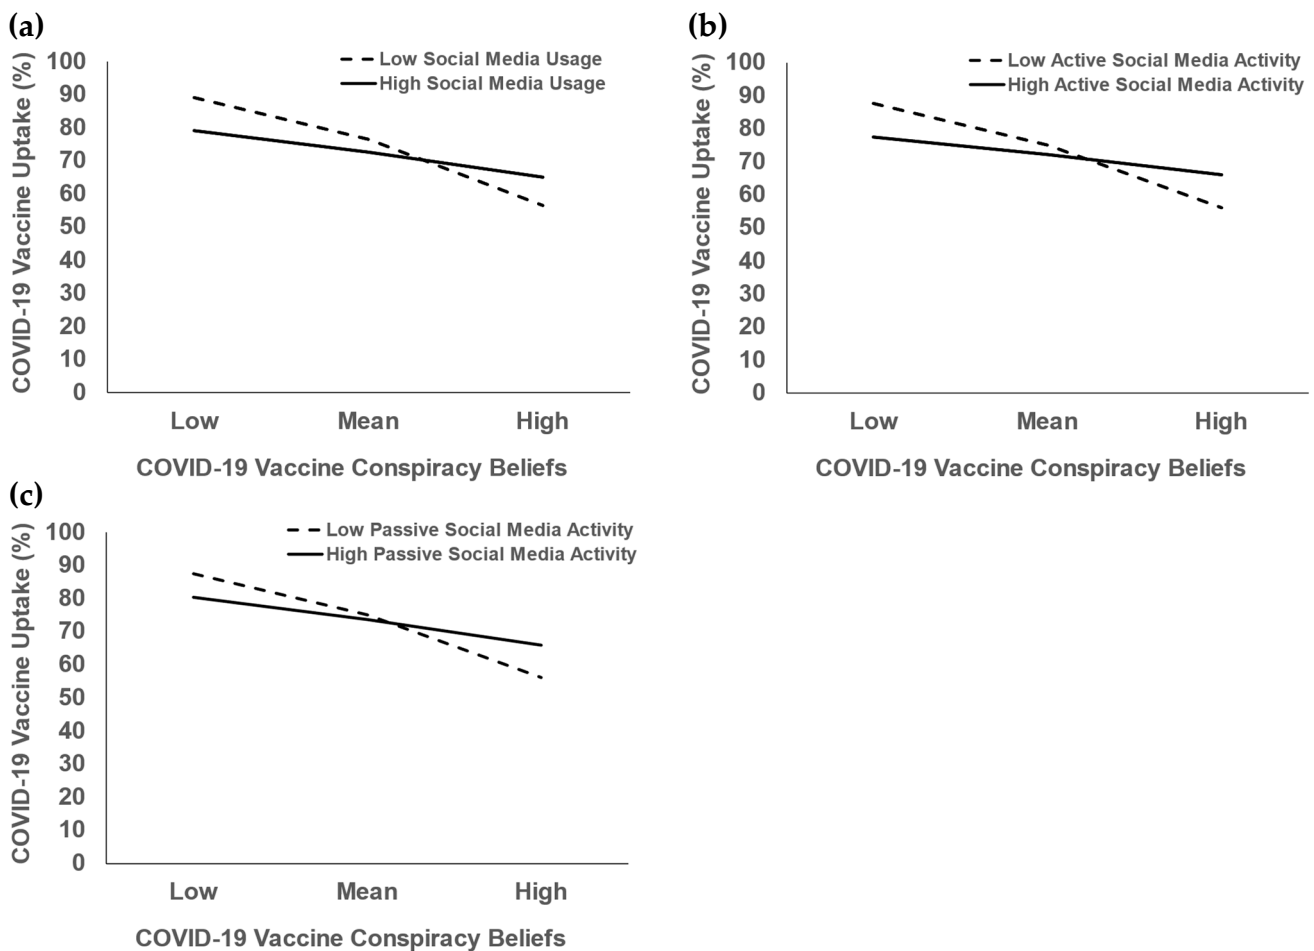 (a)
COVID-19 Vaccine Uptake (%)
100
90
80
70
60
50
40
30
20
10
0
Low Social Media Usage
High Social Media Usage
Low Mean High
COVID-19 Vaccine Conspiracy Beliefs
(b)
COVID-19 Vaccine Uptake (%)
100
90
80
70
60
50
40
30
20
10
0
Low Active Social Media Activity
High Active Social Media Activity
Low Mean High
COVID-19 Vaccine Conspiracy Beliefs
(c)
COVID-19 Vaccine Uptake (%)
100
90
80
70
60
50
40
30
20
10
0
Low Passive Social Media Activity
High Passive Social Media Activity
Low Mean High
COVID-19 Vaccine Conspiracy Beliefs